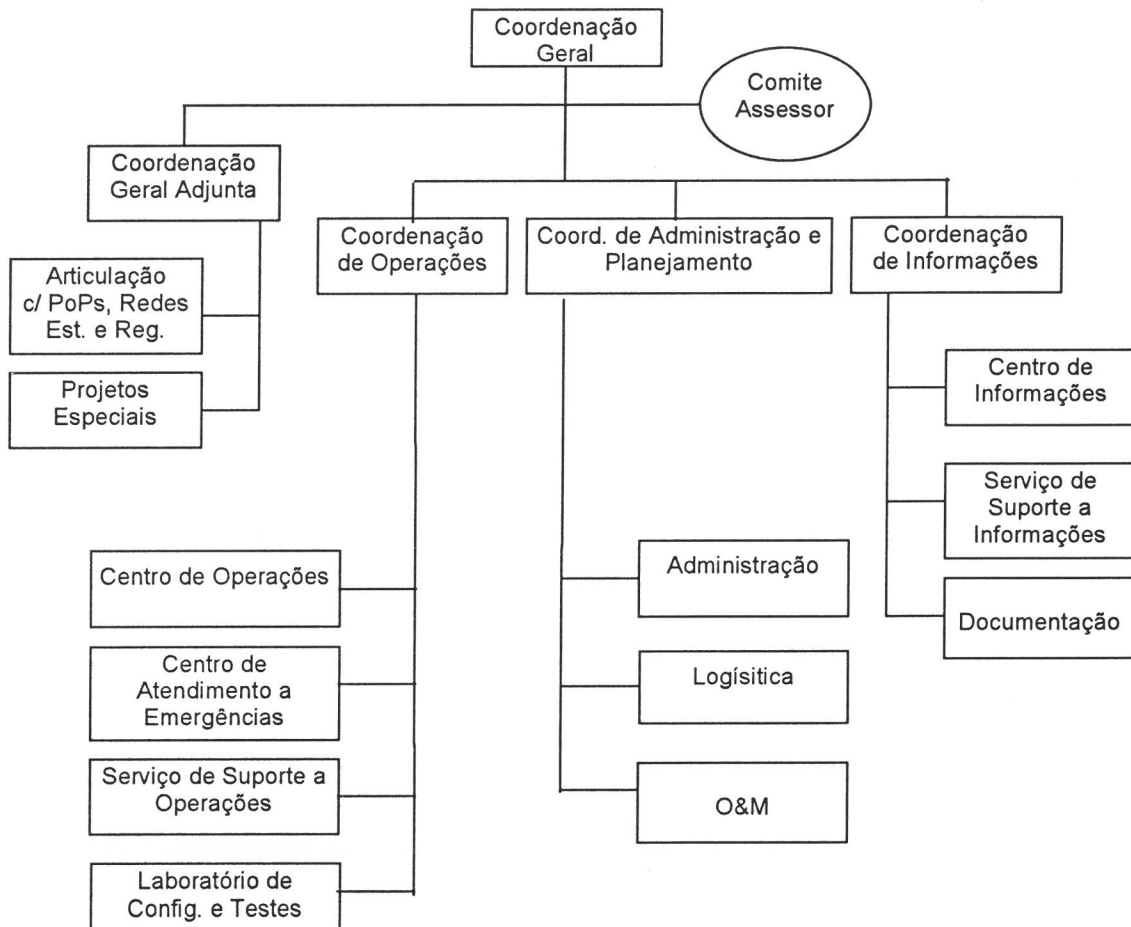 Coordenação
Geral
Comite
Assessor
Coordenação
Geral Adjunta
Coordenação
de Operações
Coord. de Administração e
Planejamento
Coordenação
de Informações
Articulação
c/ PoPs, Redes
Est. e Reg.
Projetos
Especiais
Centro de
Informações
Serviço de
Suporte a
Informações
Documentação
Centro de Operações
Centro de
Atendimento a
Emergências
Serviço de Suporte a
Operações
Laboratório de
Config. e Testes
Administração
Logísitica
O&M